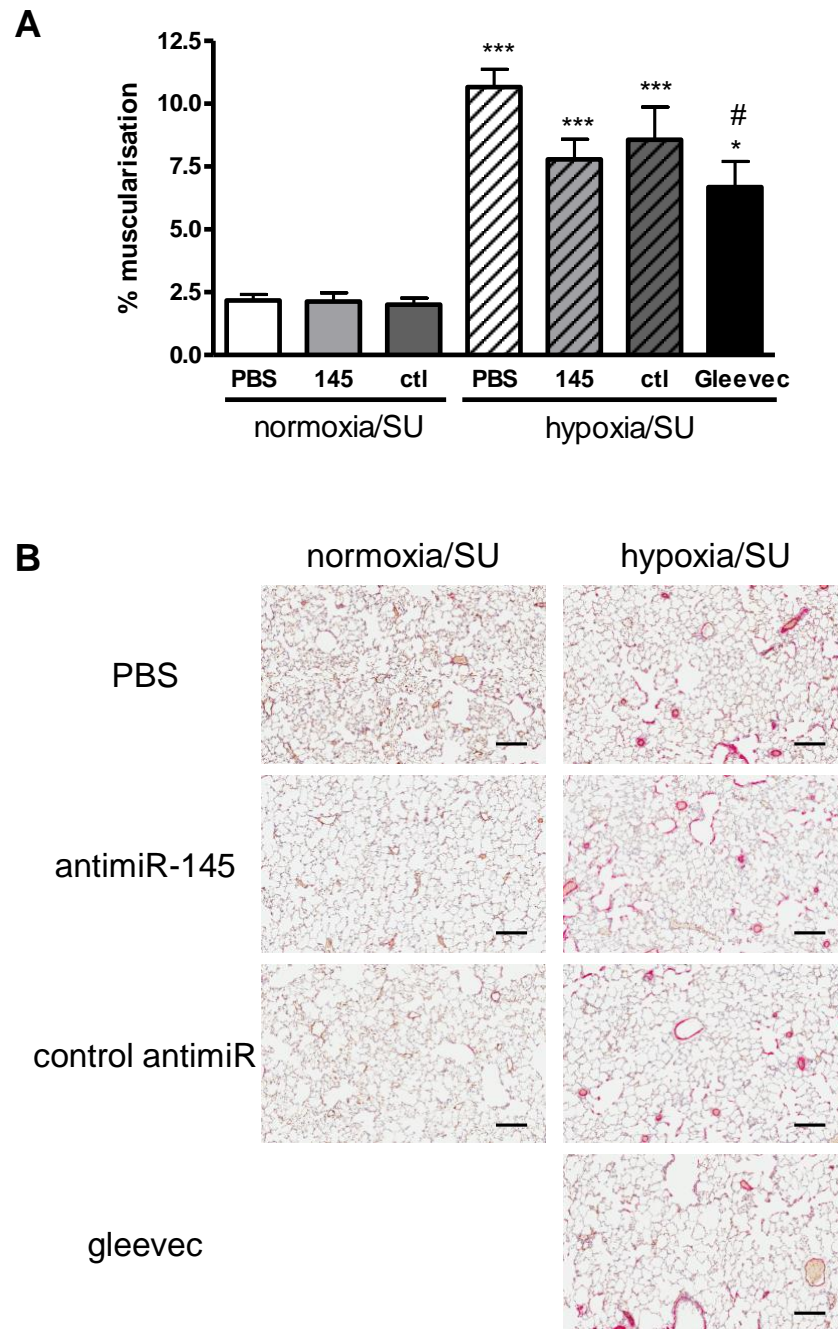 A
% muscularisation
12.5
10.0
7.5
5.0
2.5
0.0
***
***
***
#
*
PBS 145 ctl PBS 145 ctl Gleevec
normoxia/SU hypoxia/SU
B
normoxia/SU hypoxia/SU
PBS
antimiR-145
control antimiR
gleevec